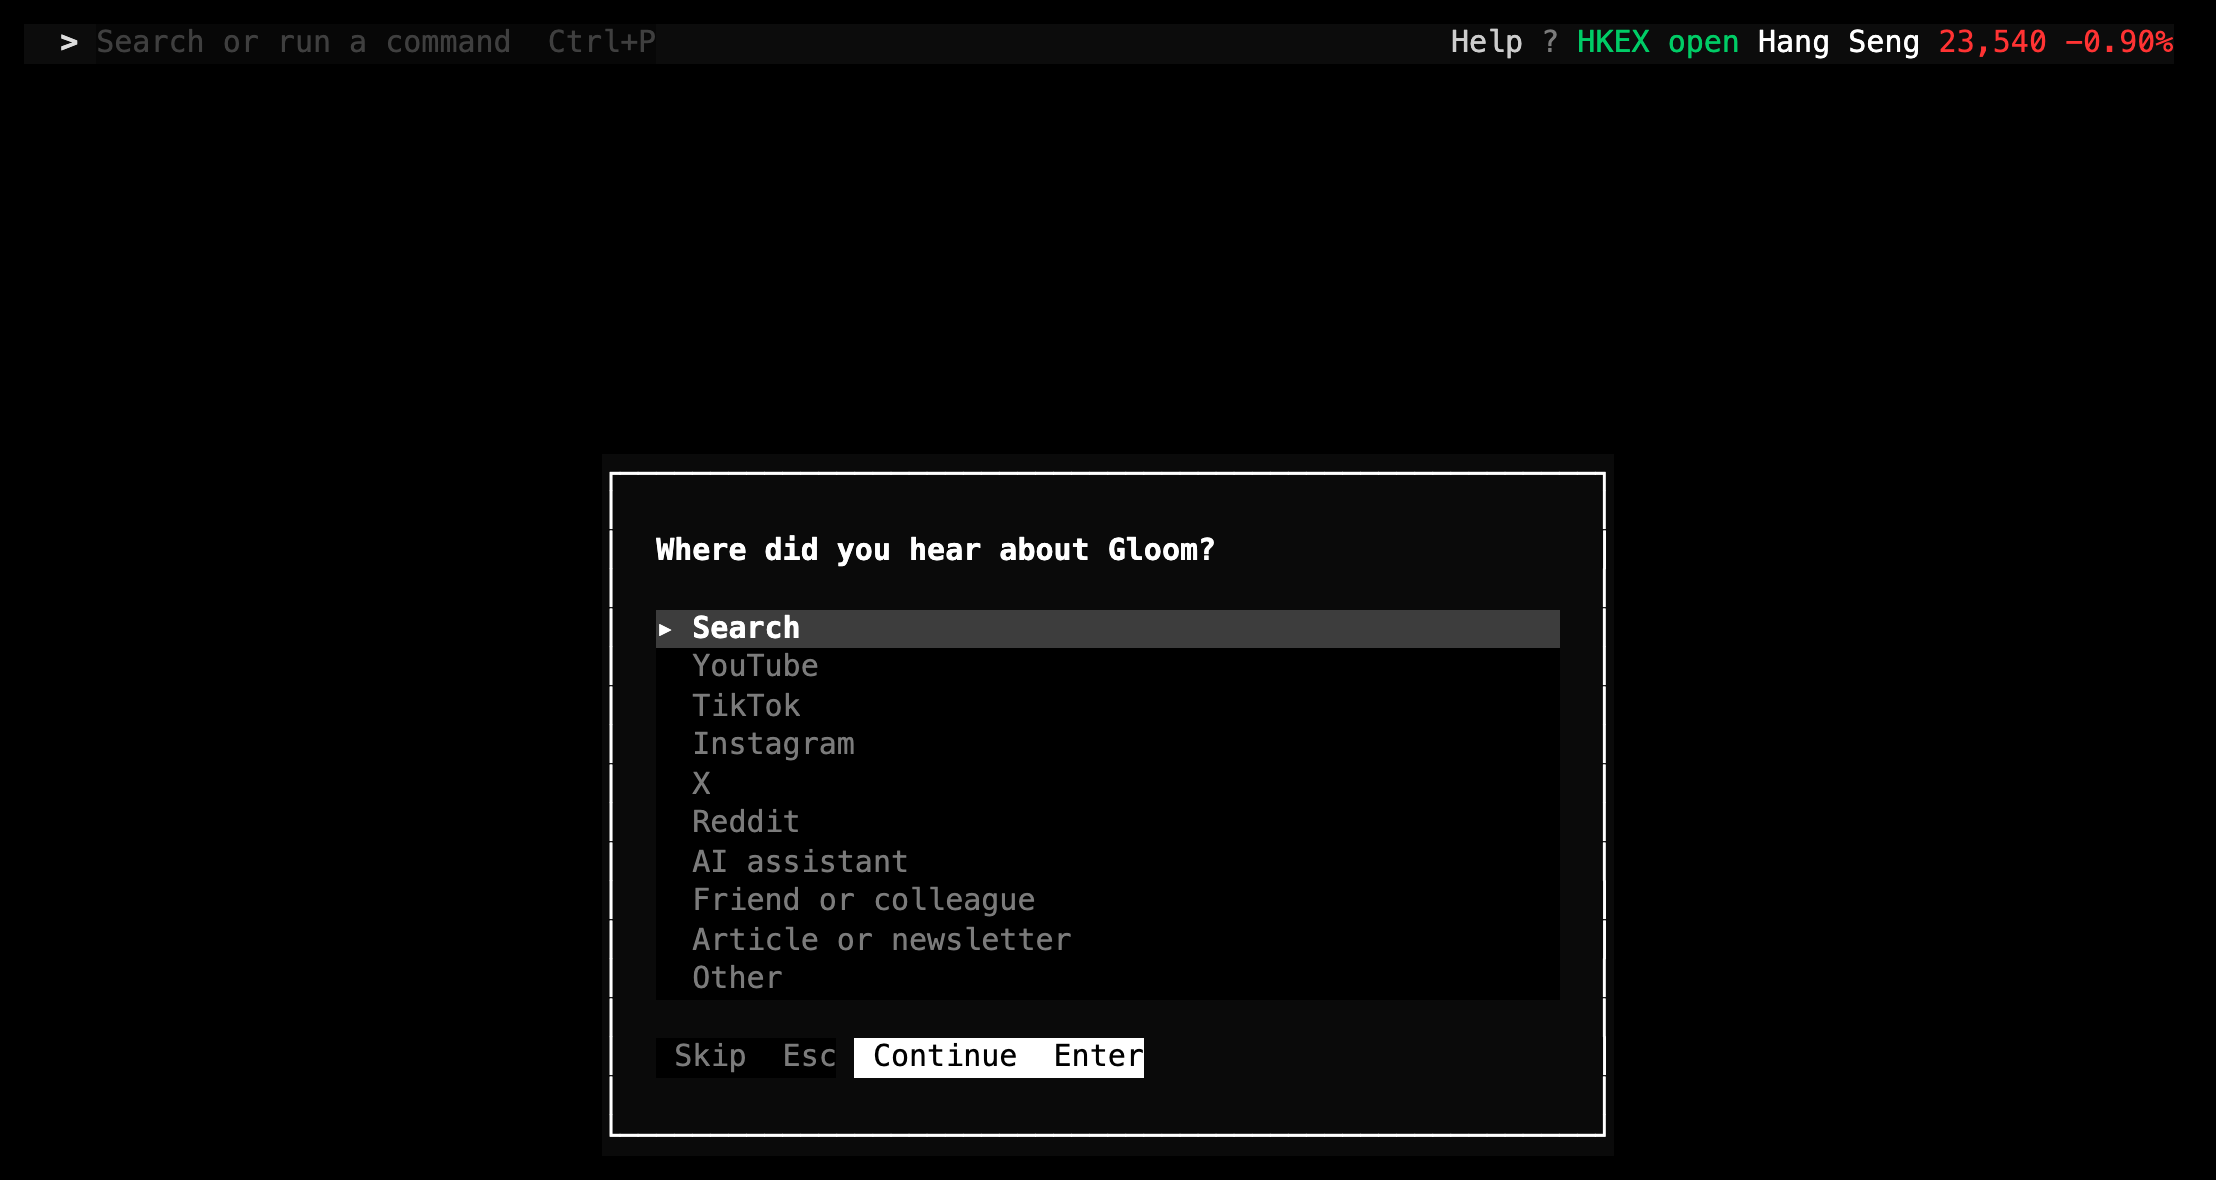 > Search or run a command  Ctrl+P Help ? HKEX open Hang Seng 23,540 −0.90%
Where did you hear about Gloom?
▸ Search
YouTube
TikTok
Instagram
X
Reddit
AI assistant
Friend or colleague
Article or newsletter
Other
Skip  Esc Continue  Enter